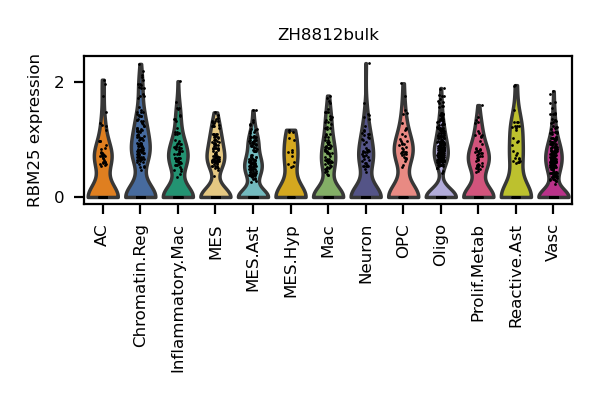 ZH8812bulk
RBM25 expression
2
0
AC
Chromatin.Reg
Inflammatory.Mac
MES
MES.Ast
MES.Hyp
Mac
Neuron
OPC
Oligo
Prolif.Metab
Reactive.Ast
Vasc